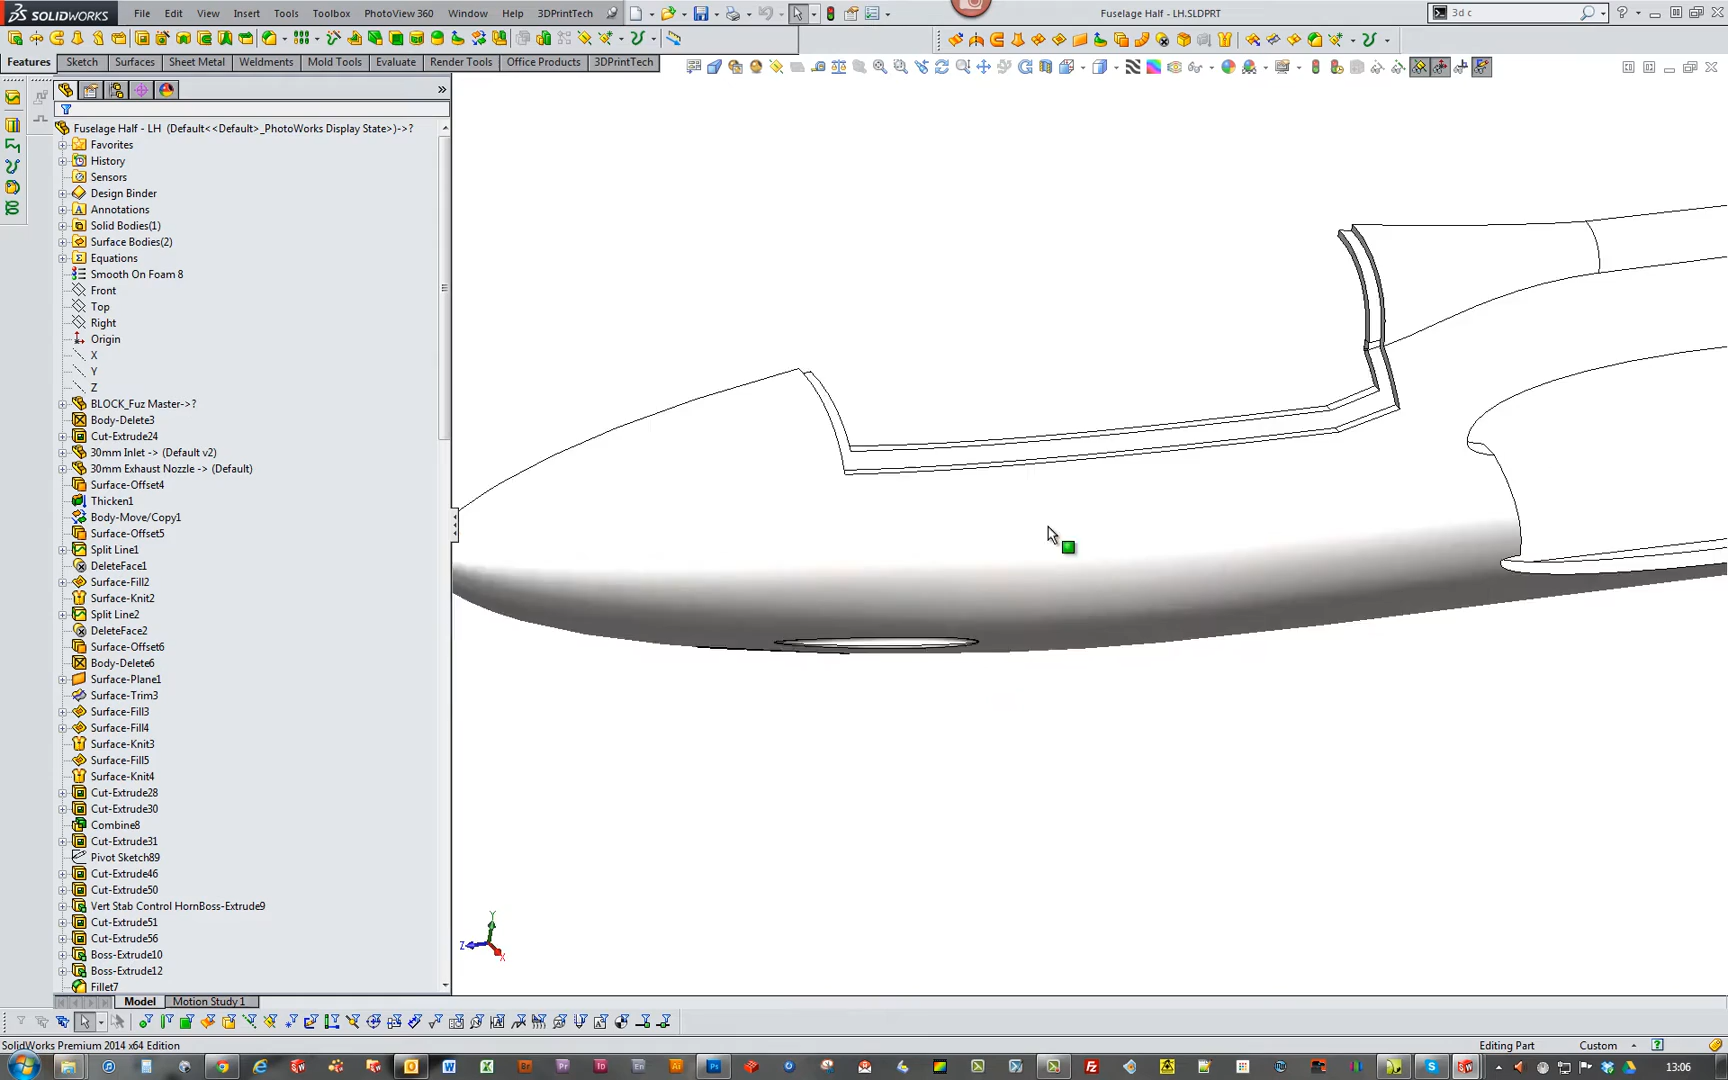 SOLIDWORKS File Edit View Insert Tools Toolbox PhotoView 360 Window Help 3DPrintTech Fuselage Half - LH.SLDPRT 3d c
Features Sketch Surfaces Sheet Metal Weldments Mold Tools Evaluate Render Tools Office Products 3DPrintTech
Fuselage Half - LH (Default<<Default>_PhotoWorks Display State>)->?
Favorites
History
Sensors
Design Binder
Annotations
Solid Bodies(1)
Surface Bodies(2)
Equations
Smooth On Foam 8
Front
Top
Right
Origin
X
Y
Z
BLOCK_Fuz Master->?
Body-Delete3
Cut-Extrude24
30mm Inlet -> (Default v2)
30mm Exhaust Nozzle -> (Default)
Surface-Offset4
Thicken1
Body-Move/Copy1
Surface-Offset5
Split Line1
DeleteFace1
Surface-Fill2
Surface-Knit2
Split Line2
DeleteFace2
Surface-Offset6
Body-Delete6
Surface-Plane1
Surface-Trim3
Surface-Fill3
Surface-Fill4
Surface-Knit3
Surface-Fill5
Surface-Knit4
Cut-Extrude28
Cut-Extrude30
Combine8
Cut-Extrude31
Pivot Sketch89
Cut-Extrude46
Cut-Extrude50
Vert Stab Control HornBoss-Extrude9
Cut-Extrude51
Cut-Extrude56
Boss-Extrude10
Boss-Extrude12
Fillet7
Y
Z
X
Model Motion Study 1
SolidWorks Premium 2014 x64 Edition Editing Part Custom
13:06